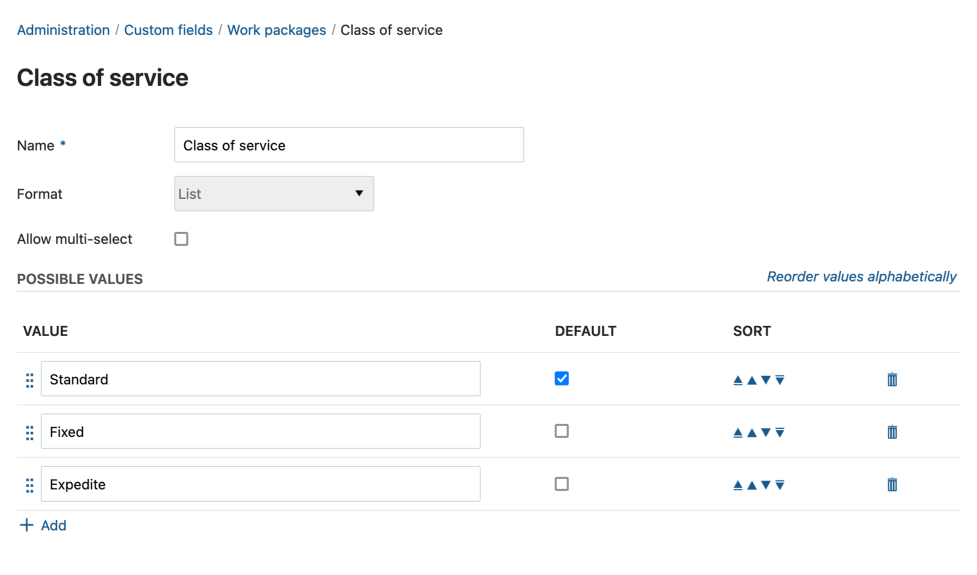 Administration / Custom fields / Work packages / Class of service
Class of service
Name * Class of service
Format List
Allow multi-select
POSSIBLE VALUES Reorder values alphabetically
VALUE DEFAULT SORT
Standard
Fixed
Expedite
+ Add